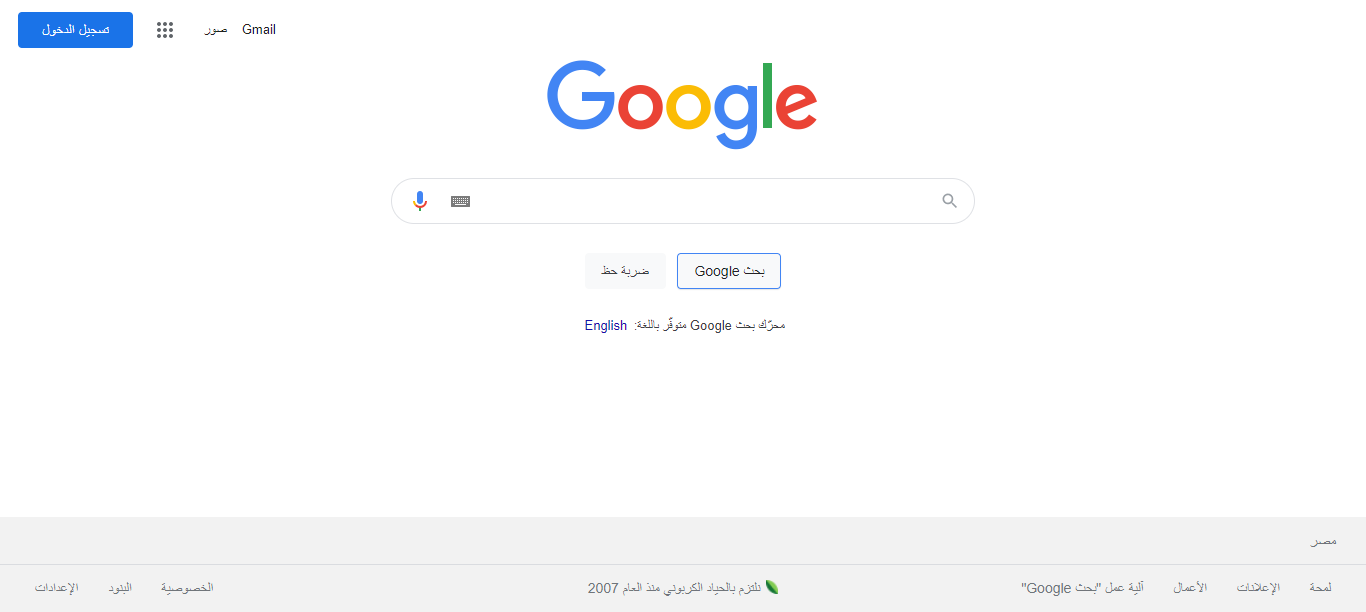 Gmail صور
تسجيل الدخول
Google
بحث Google
ضربة حظ
محرّك بحث Google متوفّر باللغة: English
مصر
لمحة
الإعلانات
الأعمال
آلية عمل "بحث Google"
نلتزم بالحياد الكربوني منذ العام 2007
الخصوصية
البنود
الإعدادات